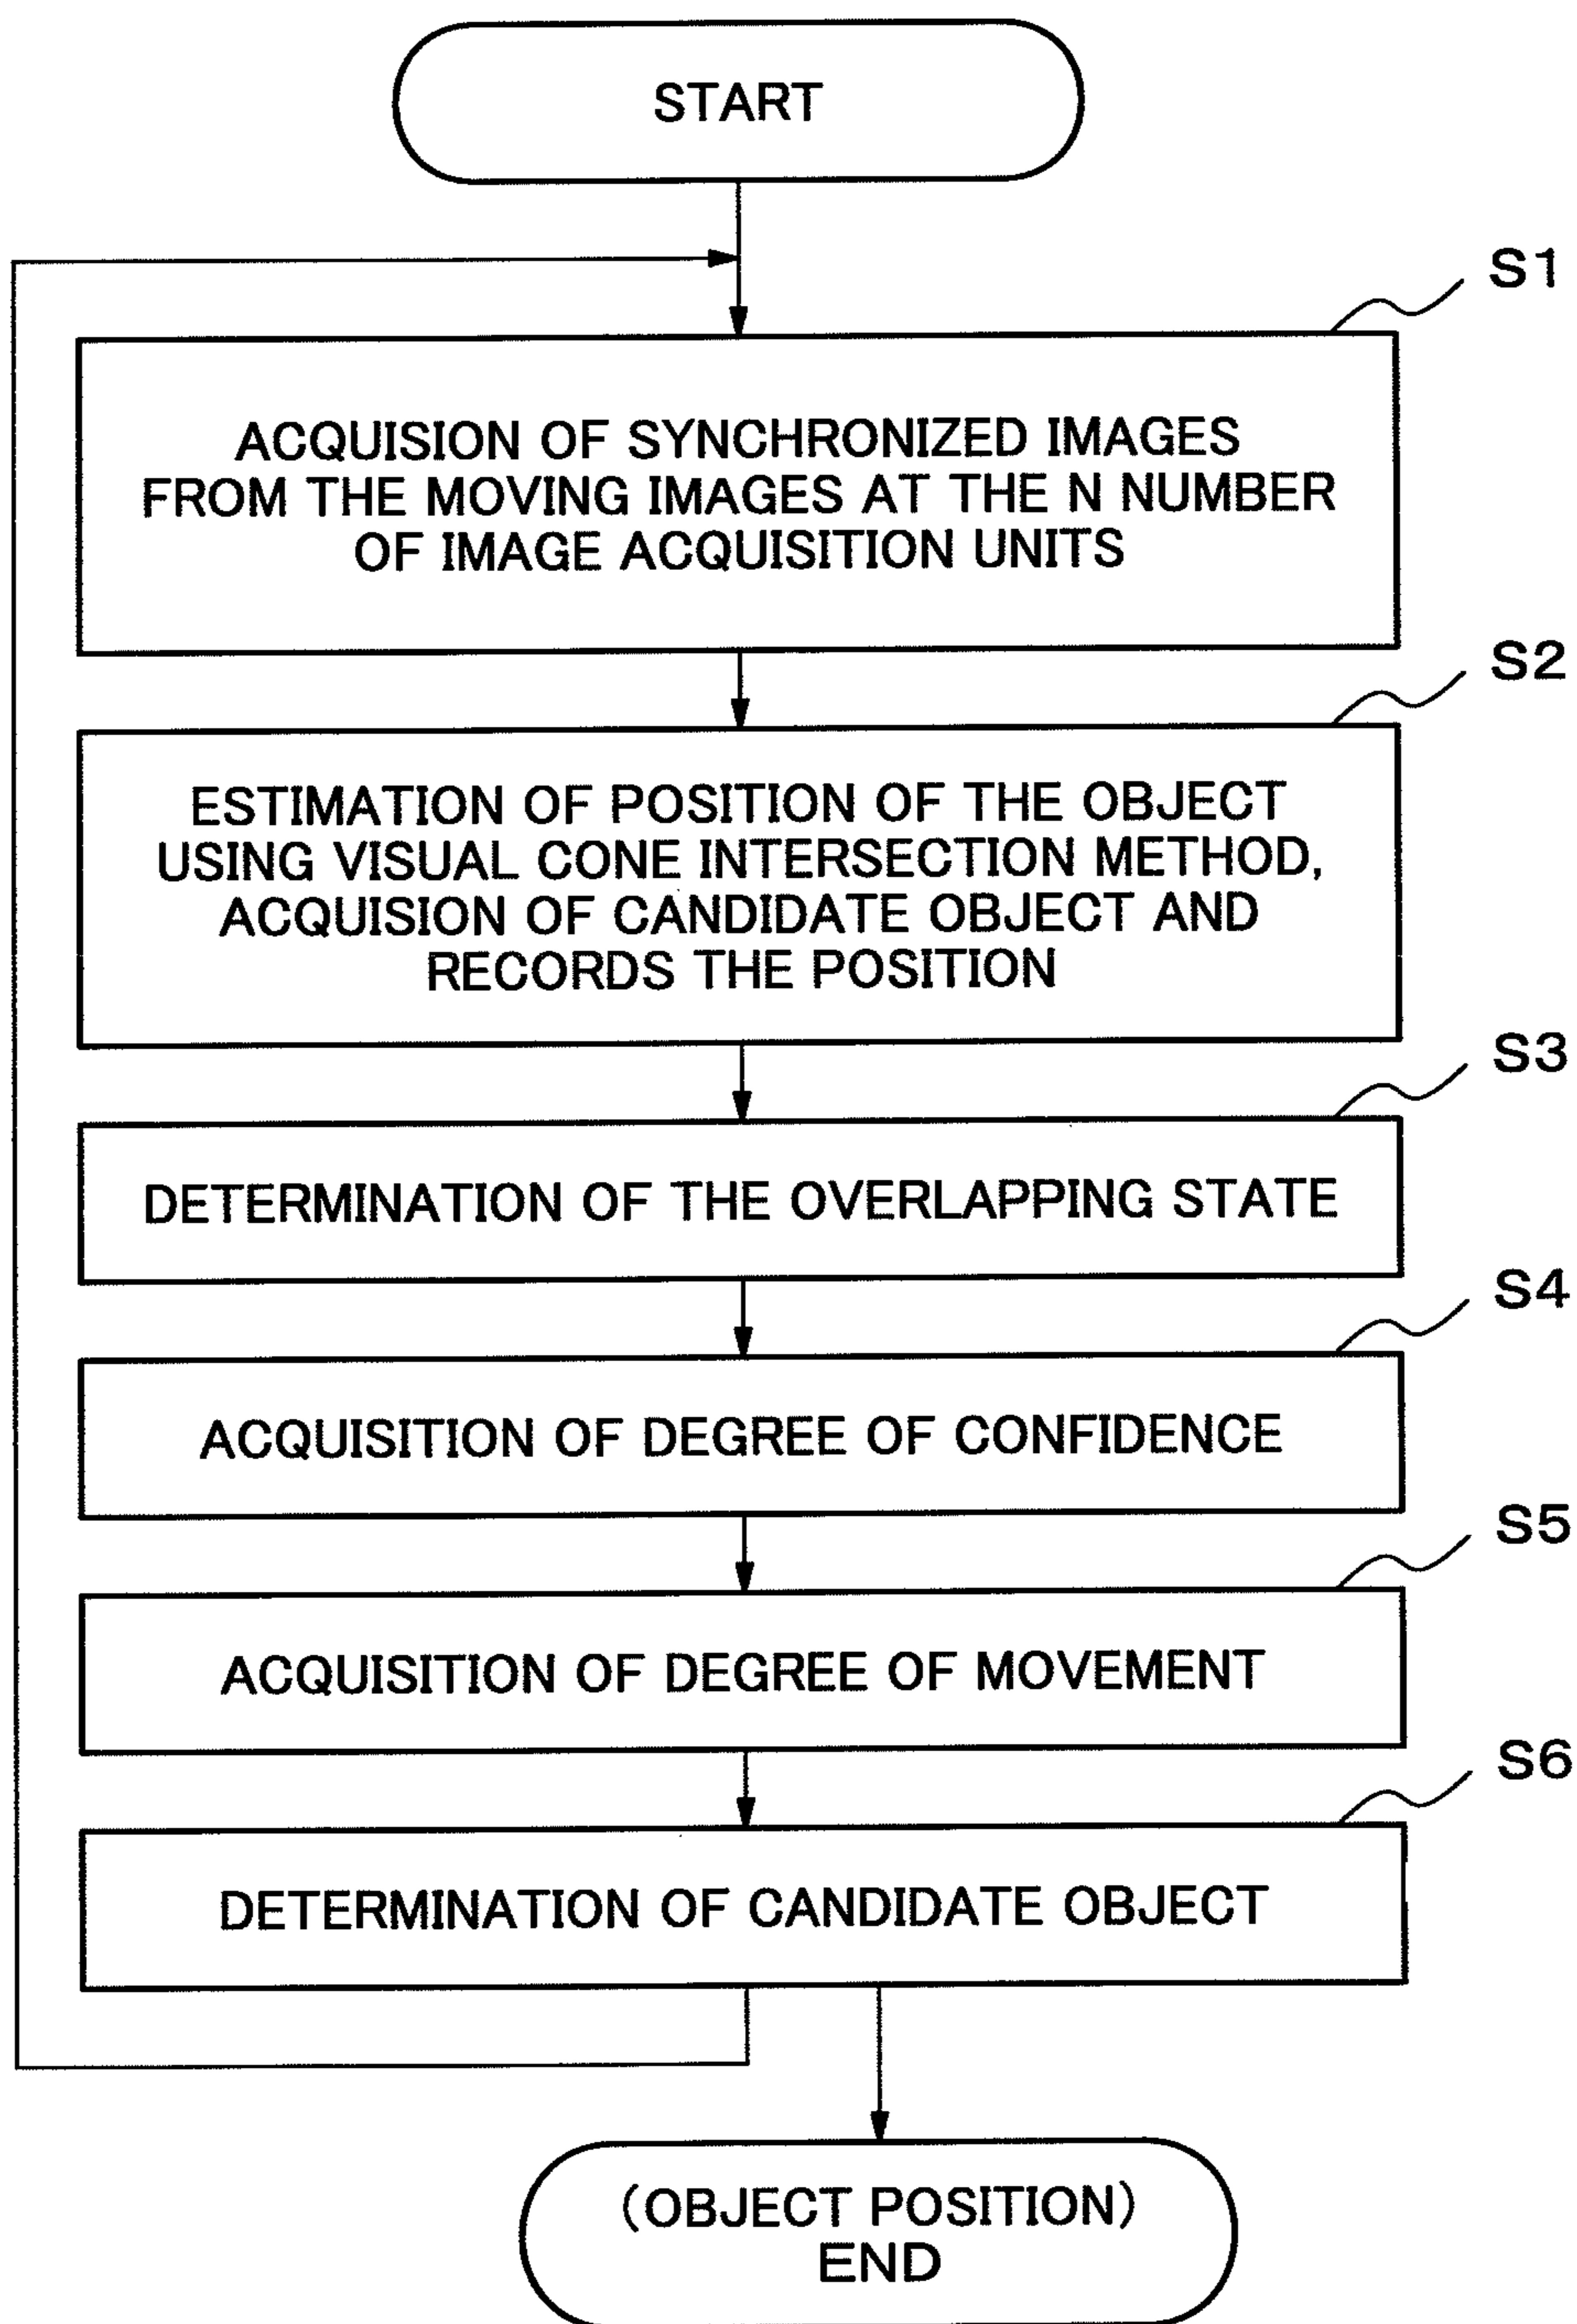 START
S1
ACQUISION OF SYNCHRONIZED IMAGES
FROM THE MOVING IMAGES AT THE N NUMBER
OF IMAGE ACQUISITION UNITS
S2
ESTIMATION OF POSITION OF THE OBJECT
USING VISUAL CONE INTERSECTION METHOD,
ACQUISION OF CANDIDATE OBJECT AND
RECORDS THE POSITION
S3
DETERMINATION OF THE OVERLAPPING STATE
S4
ACQUISITION OF DEGREE OF CONFIDENCE
S5
ACQUISITION OF DEGREE OF MOVEMENT
S6
DETERMINATION OF CANDIDATE OBJECT
(OBJECT POSITION)
END